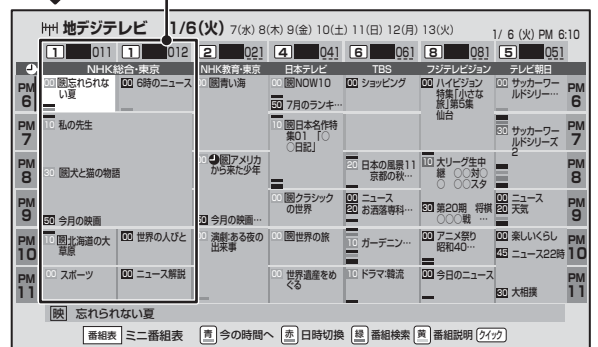 地デジテレビ 1/6(火) 7(水) 8(木) 9(金) 10(土) 11(日) 12(月) 13(火)
1/ 6 (火) PM 6:10
1 011 1 012 2 021 4 041 6 061 8 081 5 051
NHK総合・東京 NHK教育・東京 日本テレビ TBS フジテレビジョン テレビ朝日
PM 6
00 忘れられない夏
00 6時のニュース
00 青い海
00 NOW10
50 7月のランキ…
00 ショッピング
00 ハイビジョン特集「小さな旅」第5集 仙台
00 サッカーワールドシリー…
PM 6
PM 7
10 私の先生
10 日本名作特集01 「○○日記」
30 サッカーワールドシリーズ2
PM 7
PM 8
30 犬と猫の物語
00 アメリカから来た少年
20 日本の風景11 京都の秋…
10 大リーグ生中継 ○○対○○ ○○スタ
PM 8
PM 9
50 今月の映画
30 今月の映画…
00 クラシックの世界
00 ニュース
20 お洒落専科…
30 第20期 将棋○○○戦 …
00 ニュース
20 天気
PM 9
PM 10
10 北海道の大草原
00 世界の人びと
00 演劇:ある夜の出来事
00 世界の旅
10 ガーデニン…
00 アニメ祭り 昭和40…
00 楽しいくらし
45 ニュース22時
PM 10
PM 11
00 スポーツ
00 ニュース解説
00 世界遺産をめぐる
10 ドラマ:韓流
00 今日のニュース
30 大相撲
PM 11
映 忘れられない夏
番組表 ミニ番組表 青 今の時間へ 赤 日時切換 緑 番組検索 黄 番組説明 クイック